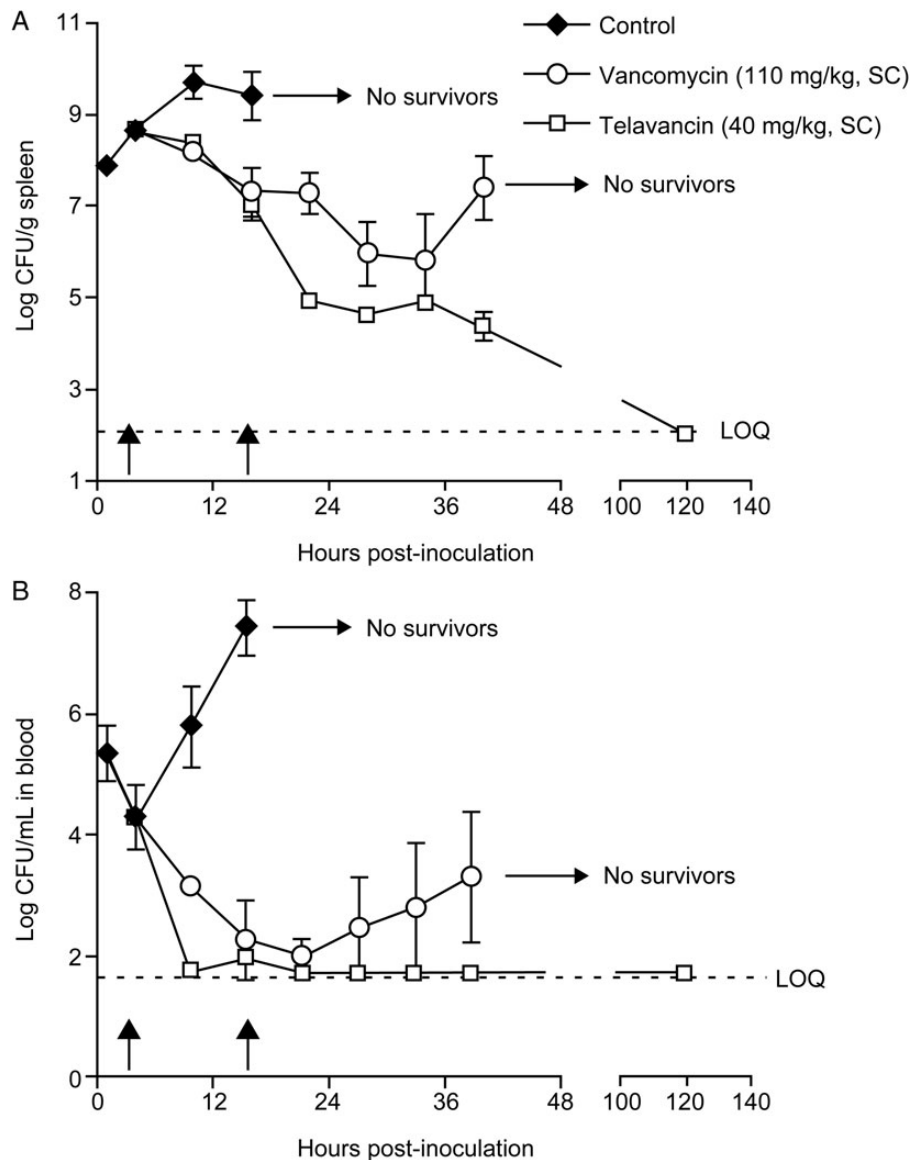 A
11
9
7
5
3
1
Log CFU/g spleen
Control
Vancomycin (110 mg/kg, SC)
Telavancin (40 mg/kg, SC)
No survivors
No survivors
LOQ
0 12 24 36 48 100 120 140
Hours post-inoculation
B
8
6
4
2
0
Log CFU/mL in blood
No survivors
No survivors
LOQ
0 12 24 36 48 100 120 140
Hours post-inoculation